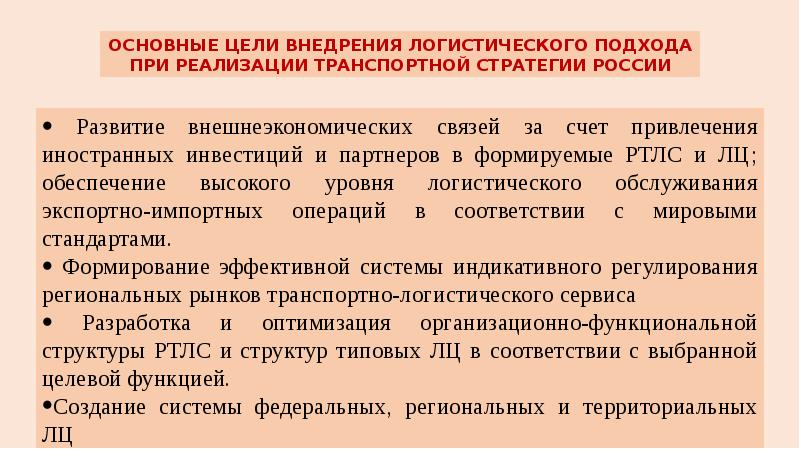 ОСНОВНЫЕ ЦЕЛИ ВНЕДРЕНИЯ ЛОГИСТИЧЕСКОГО ПОДХОДА
ПРИ РЕАЛИЗАЦИИ ТРАНСПОРТНОЙ СТРАТЕГИИ РОССИИ
• Развитие внешнеэкономических связей за счет привлечения
иностранных инвестиций и партнеров в формируемые РТЛС и ЛЦ;
обеспечение высокого уровня логистического обслуживания
экспортно-импортных операций в соответствии с мировыми
стандартами.
• Формирование эффективной системы индикативного регулирования
региональных рынков транспортно-логистического сервиса
• Разработка и оптимизация организационно-функциональной
структуры РТЛС и структур типовых ЛЦ в соответствии с выбранной
целевой функцией.
•Создание системы федеральных, региональных и территориальных
ЛЦ